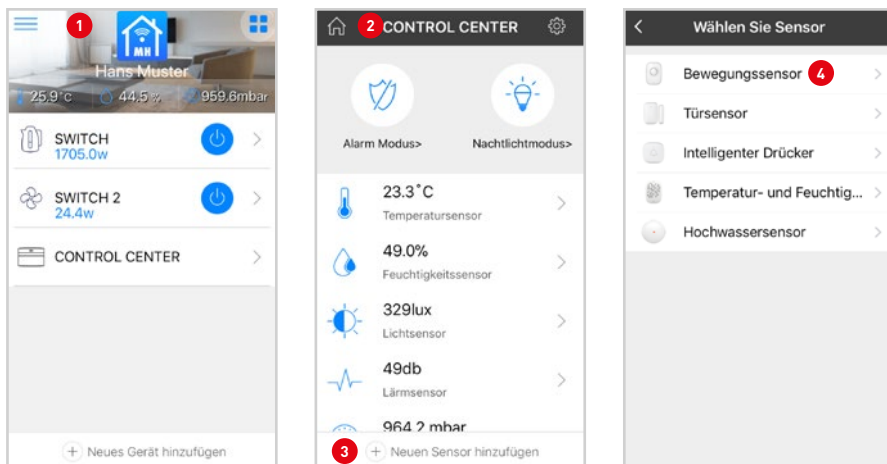 1
MH
Hans Muster
25.9°c 44.5% 959.6mbar
SWITCH
1705.0w
SWITCH 2
24.4w
CONTROL CENTER
Neues Gerät hinzufügen
2 CONTROL CENTER
Alarm Modus> Nachtlichtmodus>
23.3°C
Temperatursensor
49.0%
Feuchtigkeitssensor
329lux
Lichtsensor
49db
Lärmsensor
964.2 mbar
3 Neuen Sensor hinzufügen
Wählen Sie Sensor
Bewegungssensor 4
Türsensor
Intelligenter Drücker
Temperatur- und Feuchtig...
Hochwassersensor